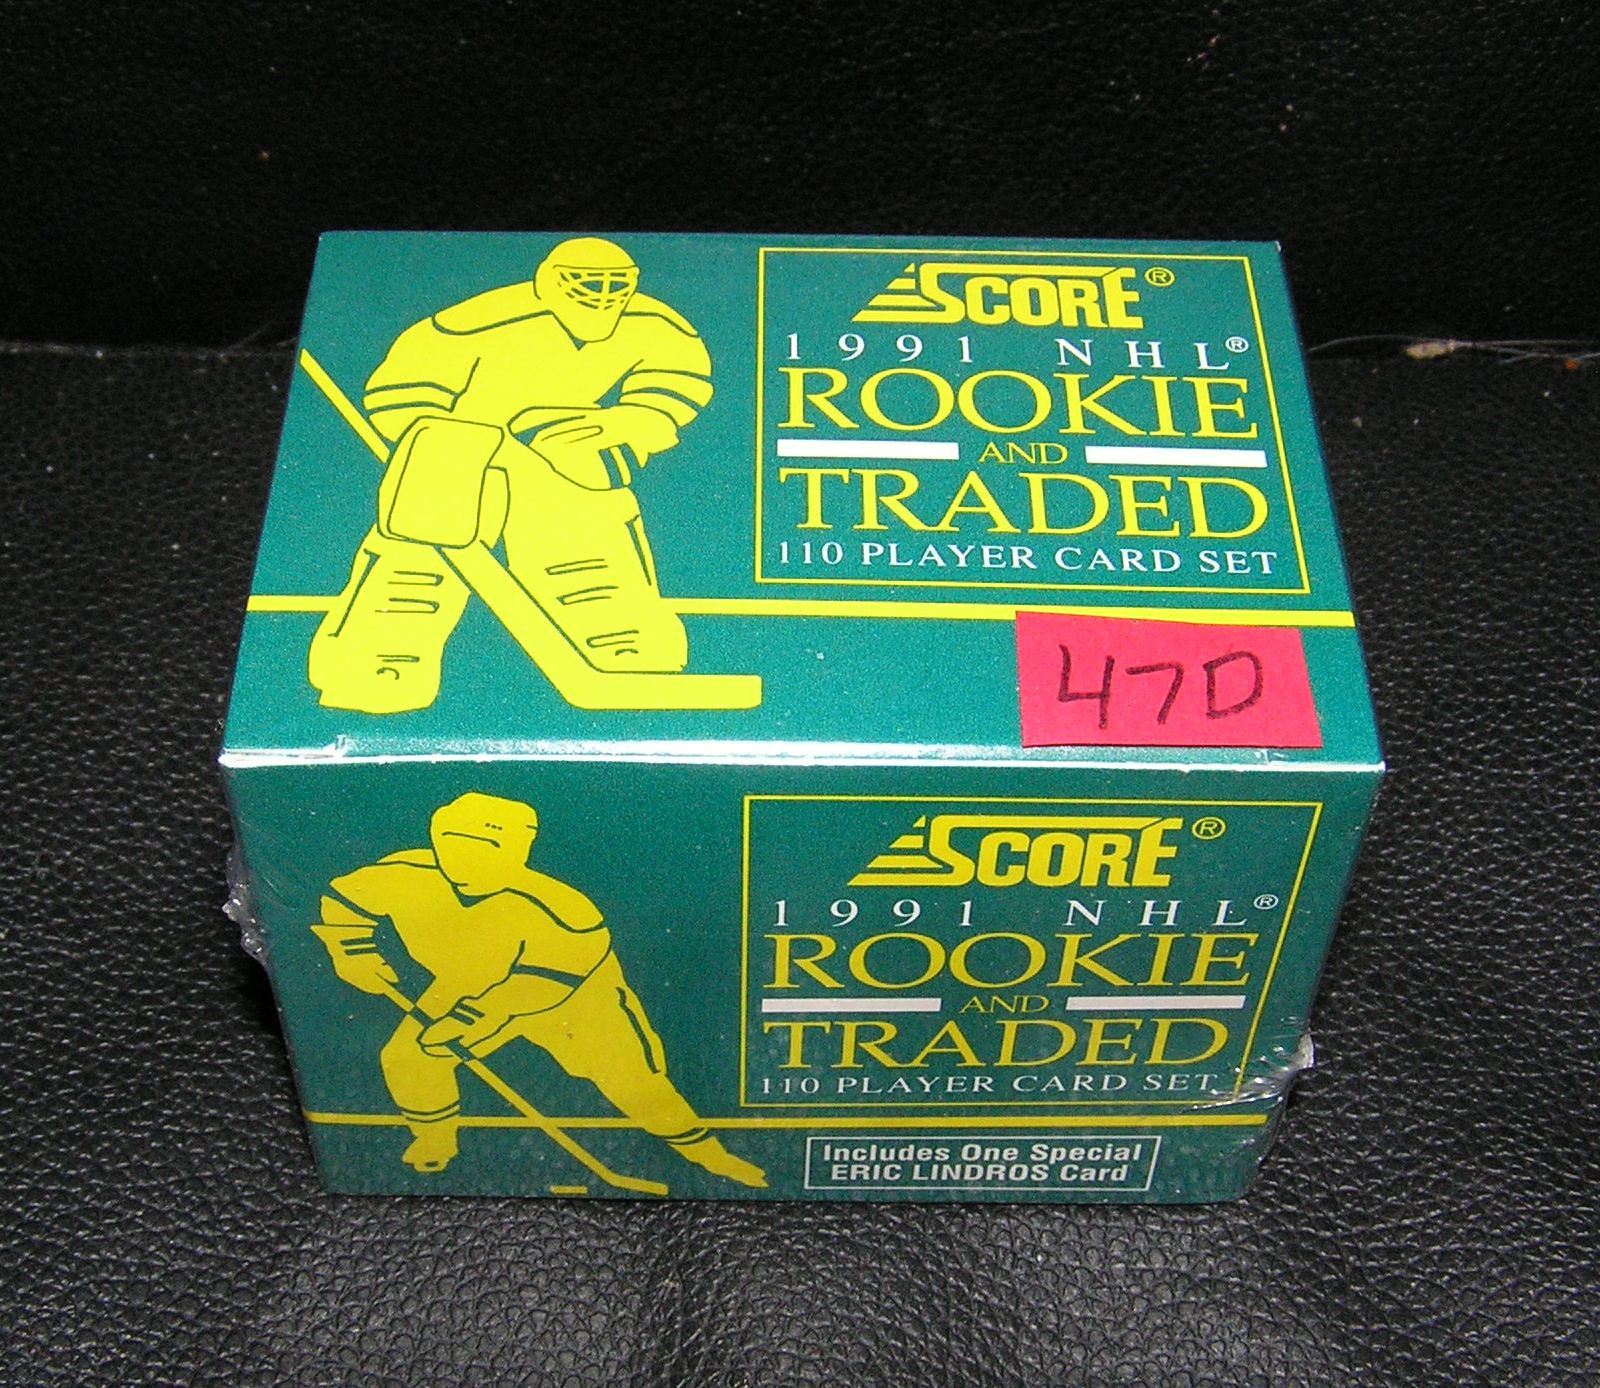 SCORE®
1991 NHL®
ROOKIE
AND
TRADED
110 PLAYER CARD SET
47D
SCORE®
1991 NHL®
ROOKIE
AND
TRADED
110 PLAYER CARD SET
Includes One Special
ERIC LINDROS Card